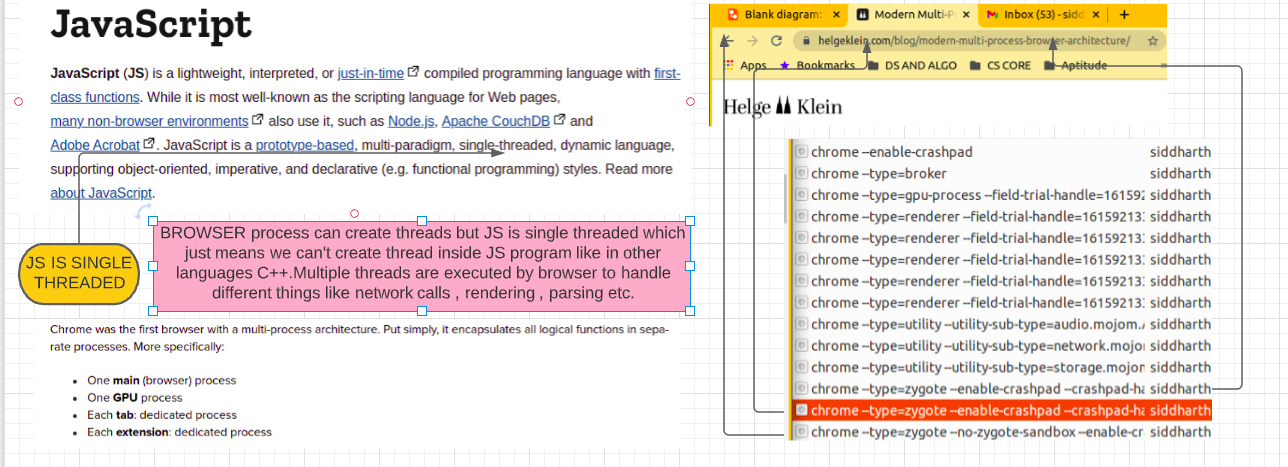 JavaScript
JavaScript (JS) is a lightweight, interpreted, or just-in-time compiled programming language with first-
class functions. While it is most well-known as the scripting language for Web pages,
many non-browser environments also use it, such as Node.js, Apache CouchDB and
Adobe Acrobat. JavaScript is a prototype-based, multi-paradigm, single-threaded, dynamic language,
supporting object-oriented, imperative, and declarative (e.g. functional programming) styles. Read more
about JavaScript.
JS IS SINGLE
THREADED
BROWSER process can create threads but JS is single threaded which
just means we can't create thread inside JS program like in other
languages C++.Multiple threads are executed by browser to handle
different things like network calls , rendering , parsing etc.
Chrome was the first browser with a multi-process architecture. Put simply, it encapsulates all logical functions in sepa-
rate processes. More specifically:
• One main (browser) process
• One GPU process
• Each tab: dedicated process
• Each extension: dedicated process
Blank diagram: Modern Multi-P Inbox (53) - sidd
helgeklein.com/blog/modern-multi-process-browser-architecture/
Apps Bookmarks DS AND ALGO CS CORE Aptitude »
Helge Klein
chrome --enable-crashpad siddharth
chrome --type=broker siddharth
chrome --type=gpu-process --field-trial-handle=161592 siddharth
chrome --type=renderer --field-trial-handle=16159213 siddharth
chrome --type=renderer --field-trial-handle=16159213 siddharth
chrome --type=renderer --field-trial-handle=16159213 siddharth
chrome --type=renderer --field-trial-handle=16159213 siddharth
chrome --type=renderer --field-trial-handle=16159213 siddharth
chrome --type=utility --utility-sub-type=audio.mojom. siddharth
chrome --type=utility --utility-sub-type=network.mojo siddharth
chrome --type=utility --utility-sub-type=storage.mojom siddharth
chrome --type=zygote --enable-crashpad --crashpad-ha siddharth
chrome --type=zygote --enable-crashpad --crashpad-ha siddharth
chrome --type=zygote --no-zygote-sandbox --enable-cr siddharth